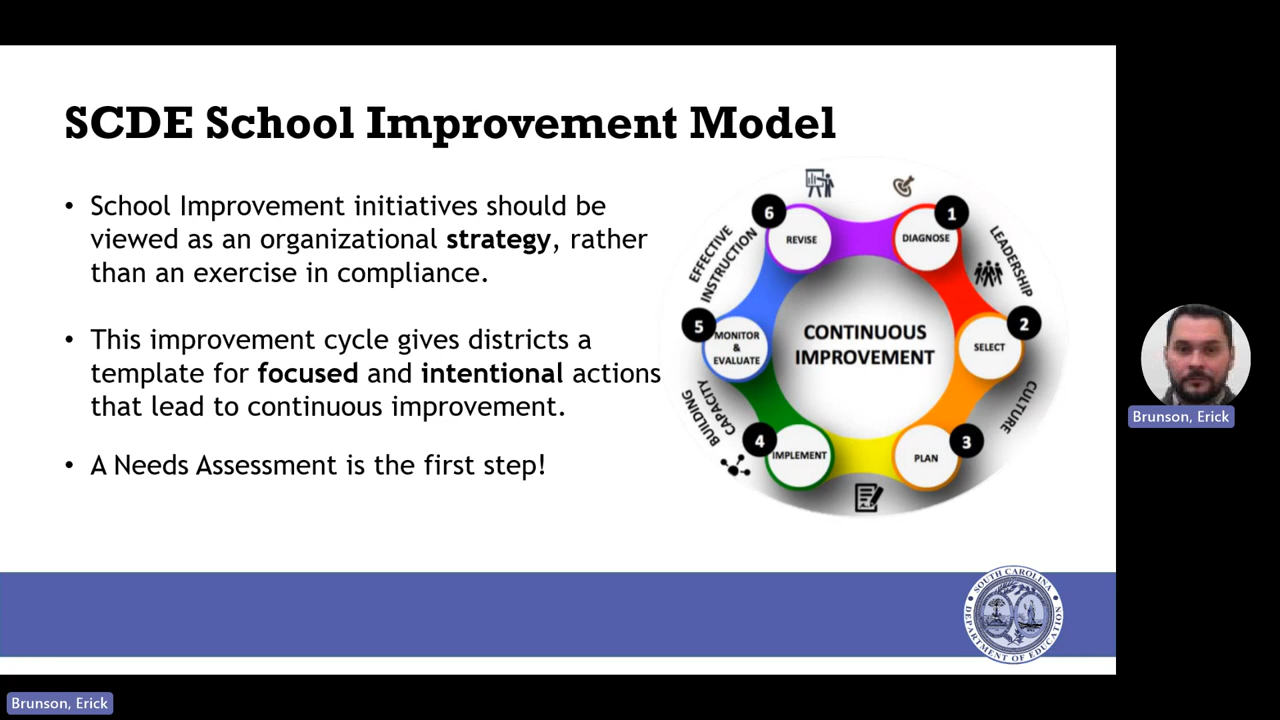 SCDE School Improvement Model
• School Improvement initiatives should be
viewed as an organizational strategy, rather
than an exercise in compliance.
• This improvement cycle gives districts a
template for focused and intentional actions
that lead to continuous improvement.
• A Needs Assessment is the first step!
CONTINUOUS
IMPROVEMENT
1
DIAGNOSE
LEADERSHIP
2
SELECT
CULTURE
3
PLAN
4
IMPLEMENT
BUILDING
CAPACITY
5
MONITOR
&
EVALUATE
EFFECTIVE
INSTRUCTION
6
REVISE
SOUTH CAROLINA
DEPARTMENT OF EDUCATION
Brunson, Erick
Brunson, Erick